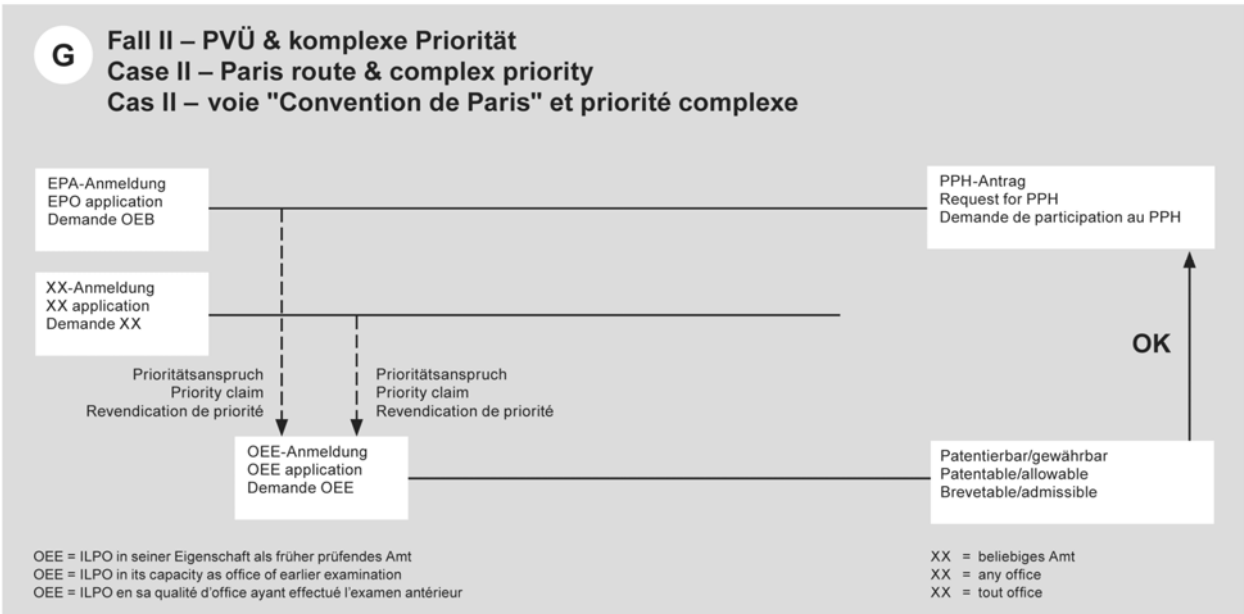 G
Fall II – PVÜ & komplexe Priorität
Case II – Paris route & complex priority
Cas II – voie "Convention de Paris" et priorité complexe
EPA-Anmeldung
EPO application
Demande OEB
PPH-Antrag
Request for PPH
Demande de participation au PPH
XX-Anmeldung
XX application
Demande XX
OK
Prioritätsanspruch
Priority claim
Revendication de priorité
Prioritätsanspruch
Priority claim
Revendication de priorité
OEE-Anmeldung
OEE application
Demande OEE
Patentierbar/gewährbar
Patentable/allowable
Brevetable/admissible
OEE = ILPO in seiner Eigenschaft als früher prüfendes Amt
OEE = ILPO in its capacity as office of earlier examination
OEE = ILPO en sa qualité d'office ayant effectué l'examen antérieur
XX = beliebiges Amt
XX = any office
XX = tout office